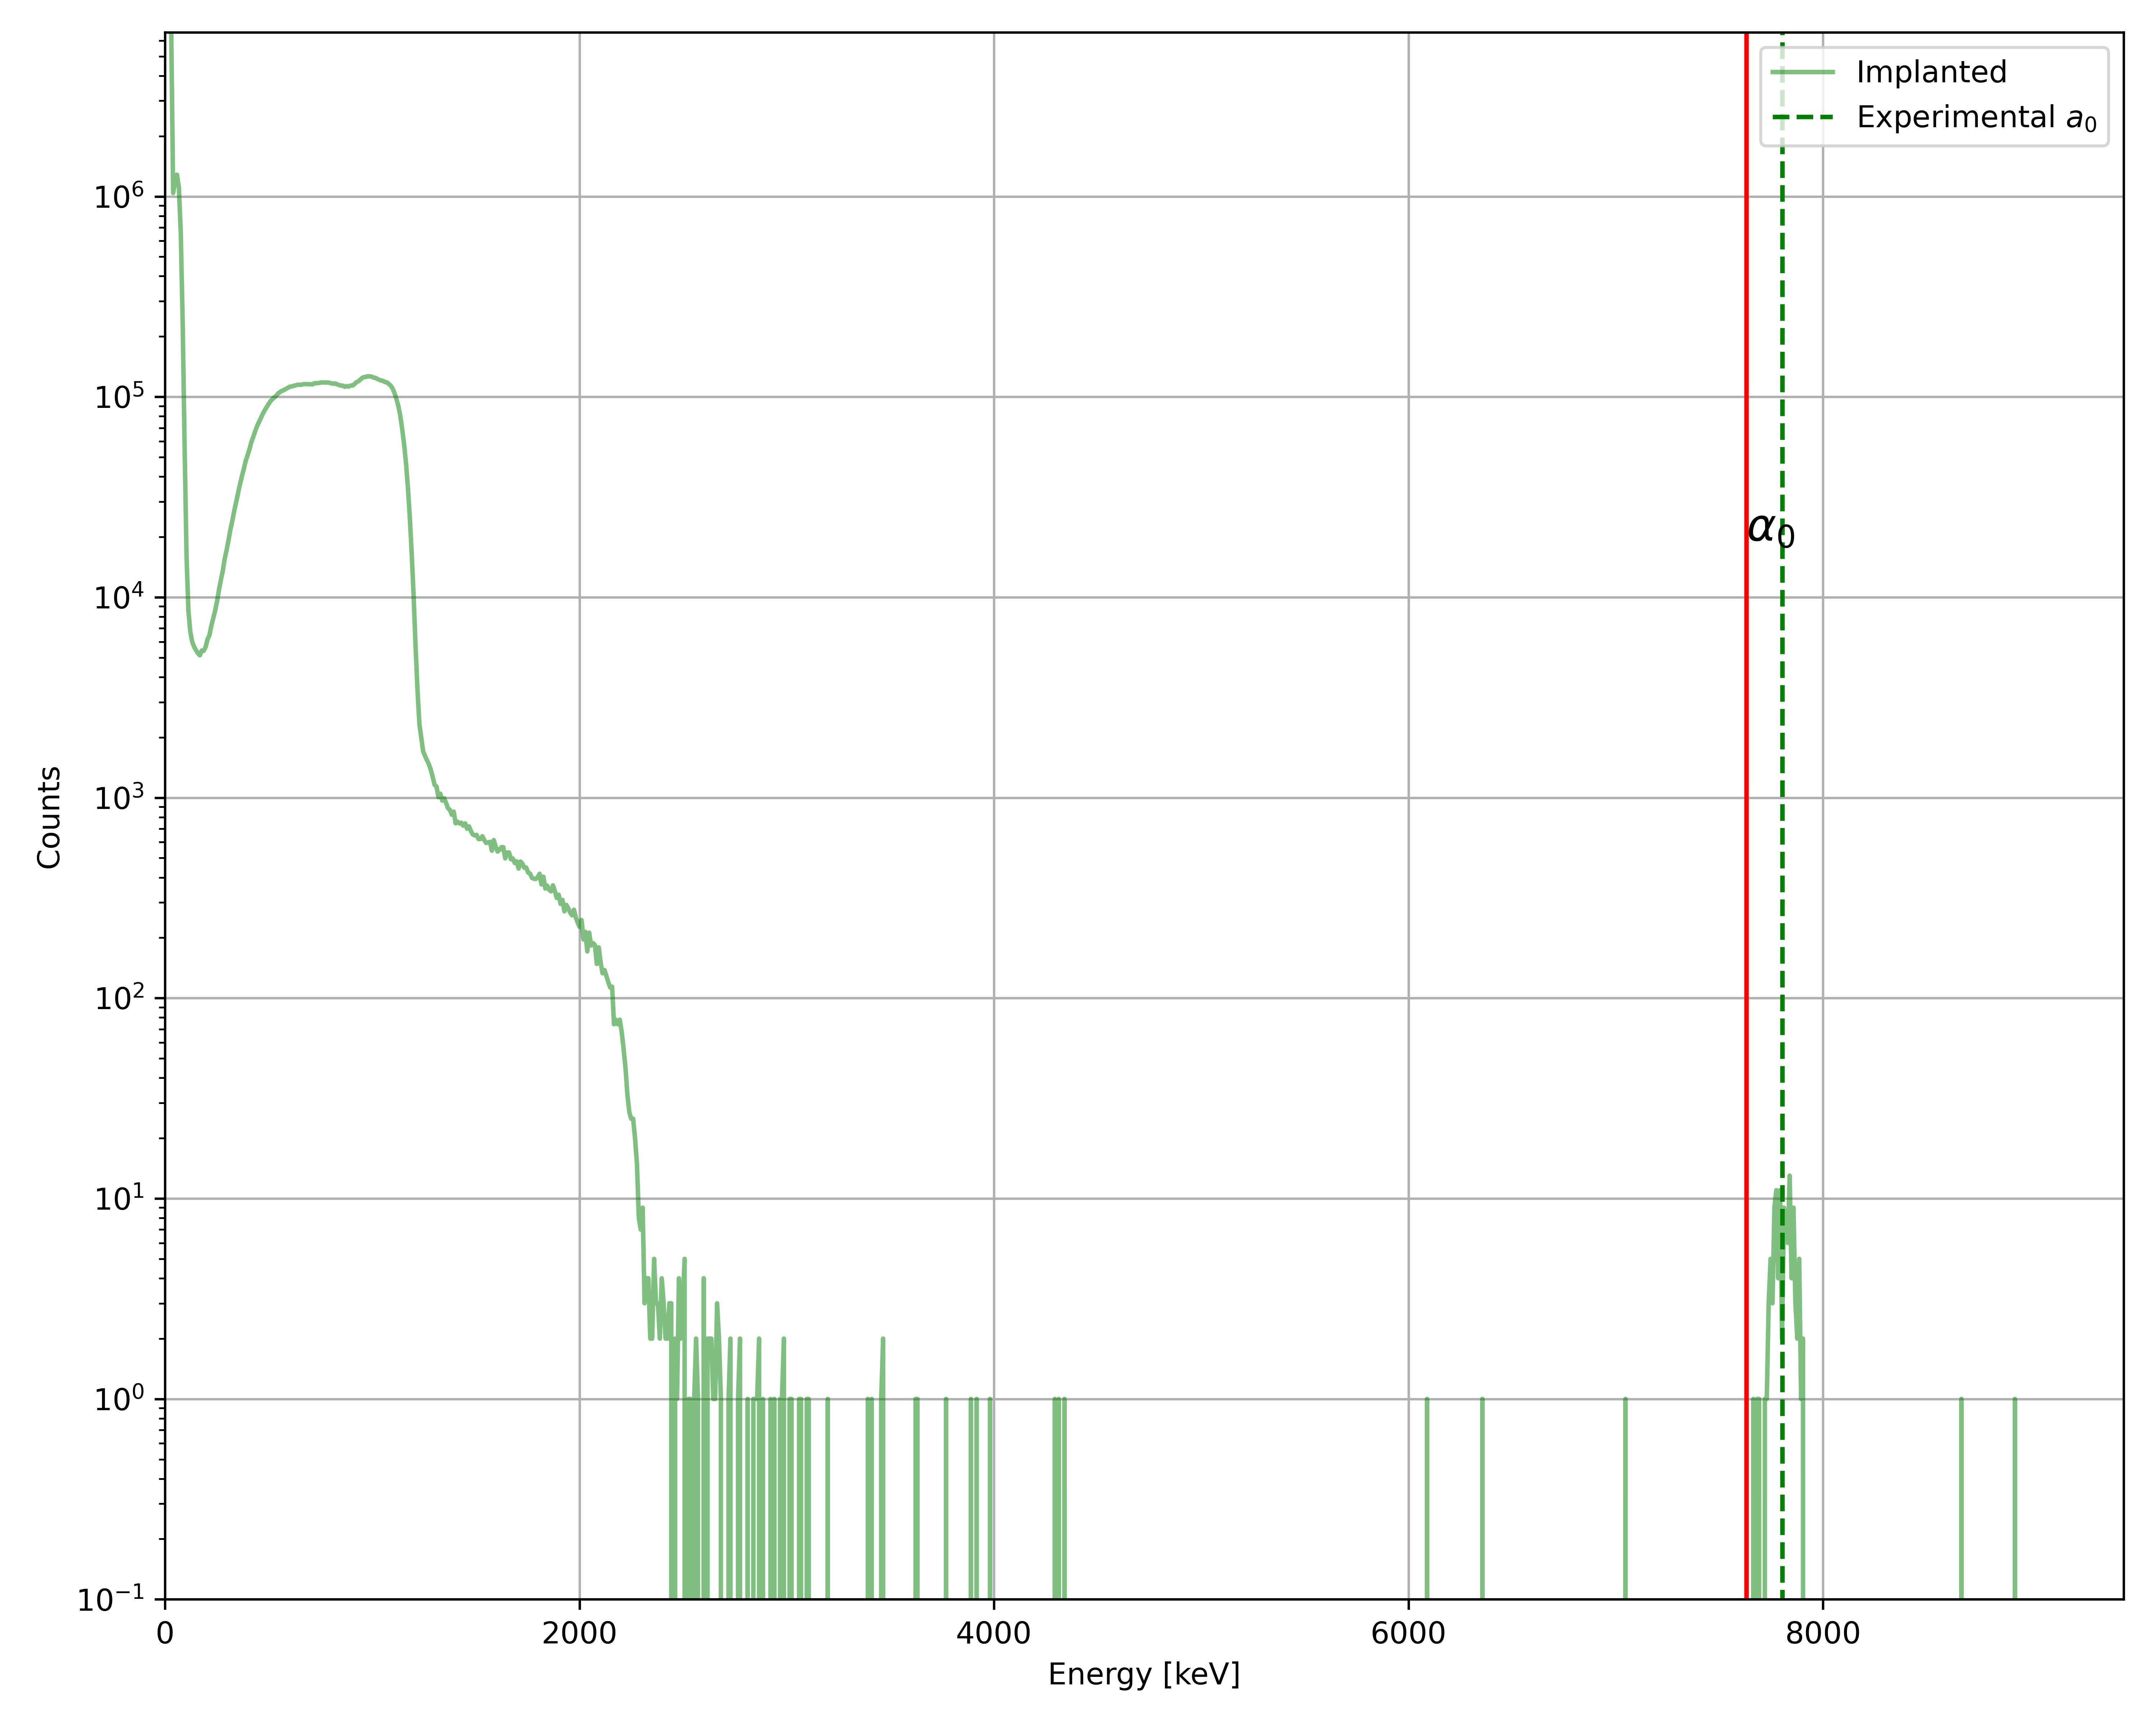 Implanted
Experimental a₀
10⁶
10⁵
α₀
10⁴
10³
Counts
10²
10¹
10⁰
10⁻¹
0 2000 4000 6000 8000
Energy [keV]